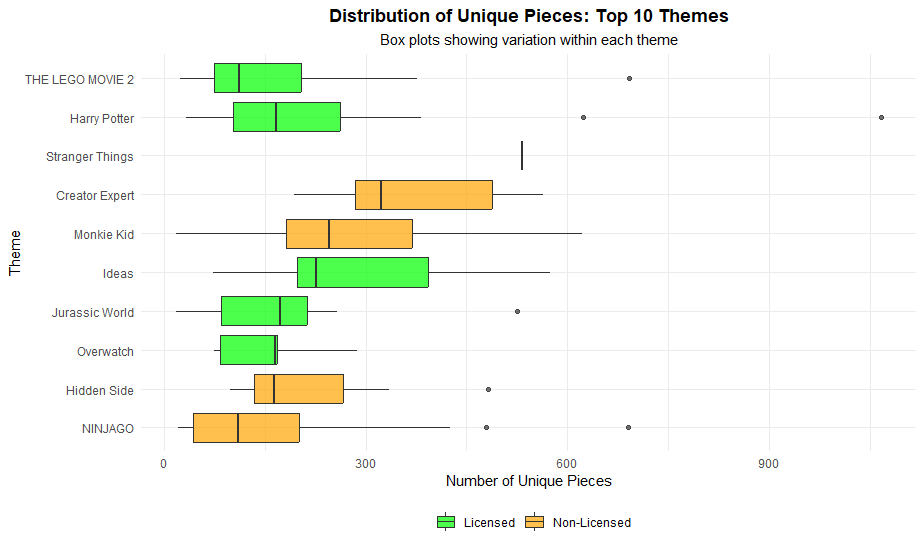 Distribution of Unique Pieces: Top 10 Themes
Box plots showing variation within each theme
Theme
THE LEGO MOVIE 2
Harry Potter
Stranger Things
Creator Expert
Monkie Kid
Ideas
Jurassic World
Overwatch
Hidden Side
NINJAGO
0 300 600 900
Number of Unique Pieces
Licensed Non-Licensed